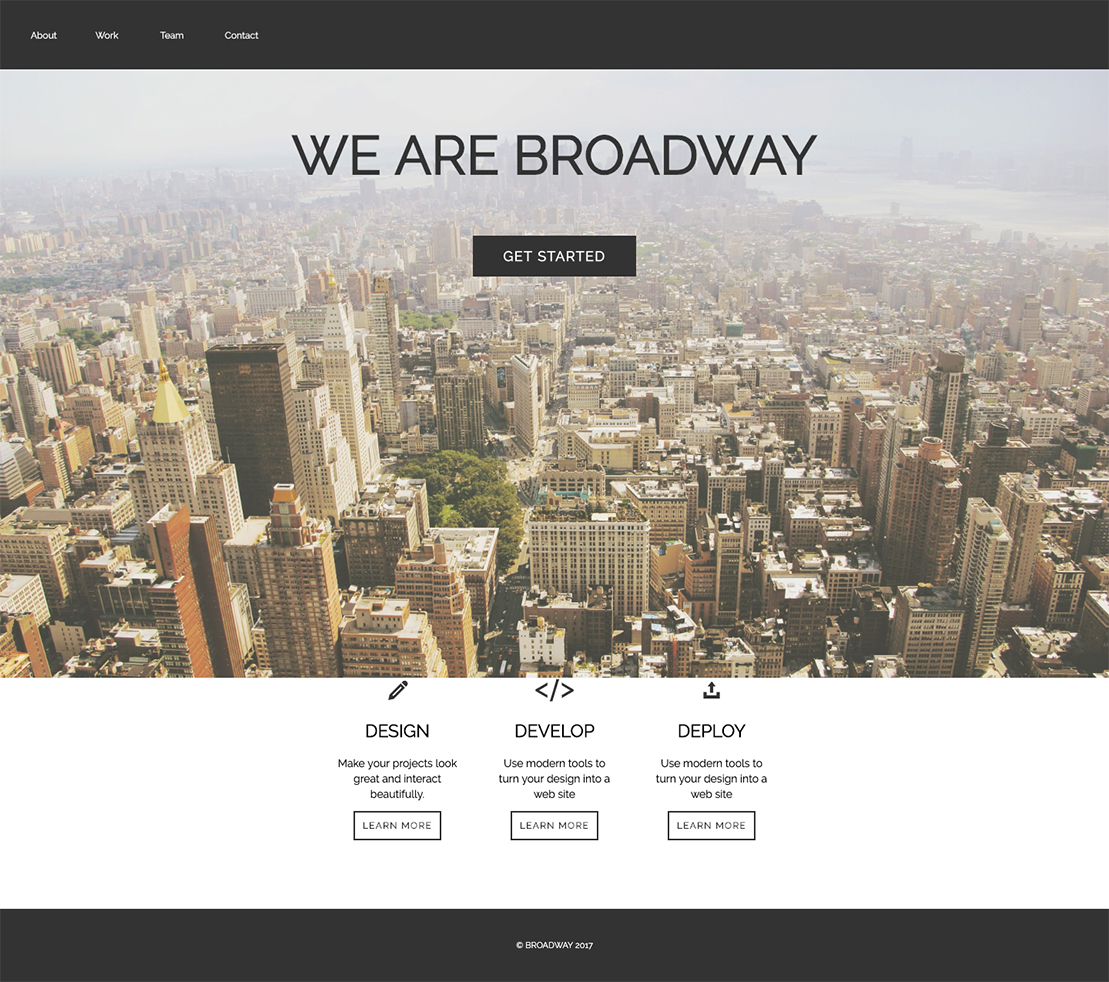 About Work Team Contact
WE ARE BROADWAY
GET STARTED
</>
DESIGN
Make your projects look
great and interact
beautifully.
LEARN MORE
DEVELOP
Use modern tools to
turn your design into a
web site
LEARN MORE
DEPLOY
Use modern tools to
turn your design into a
web site
LEARN MORE
© BROADWAY 2017